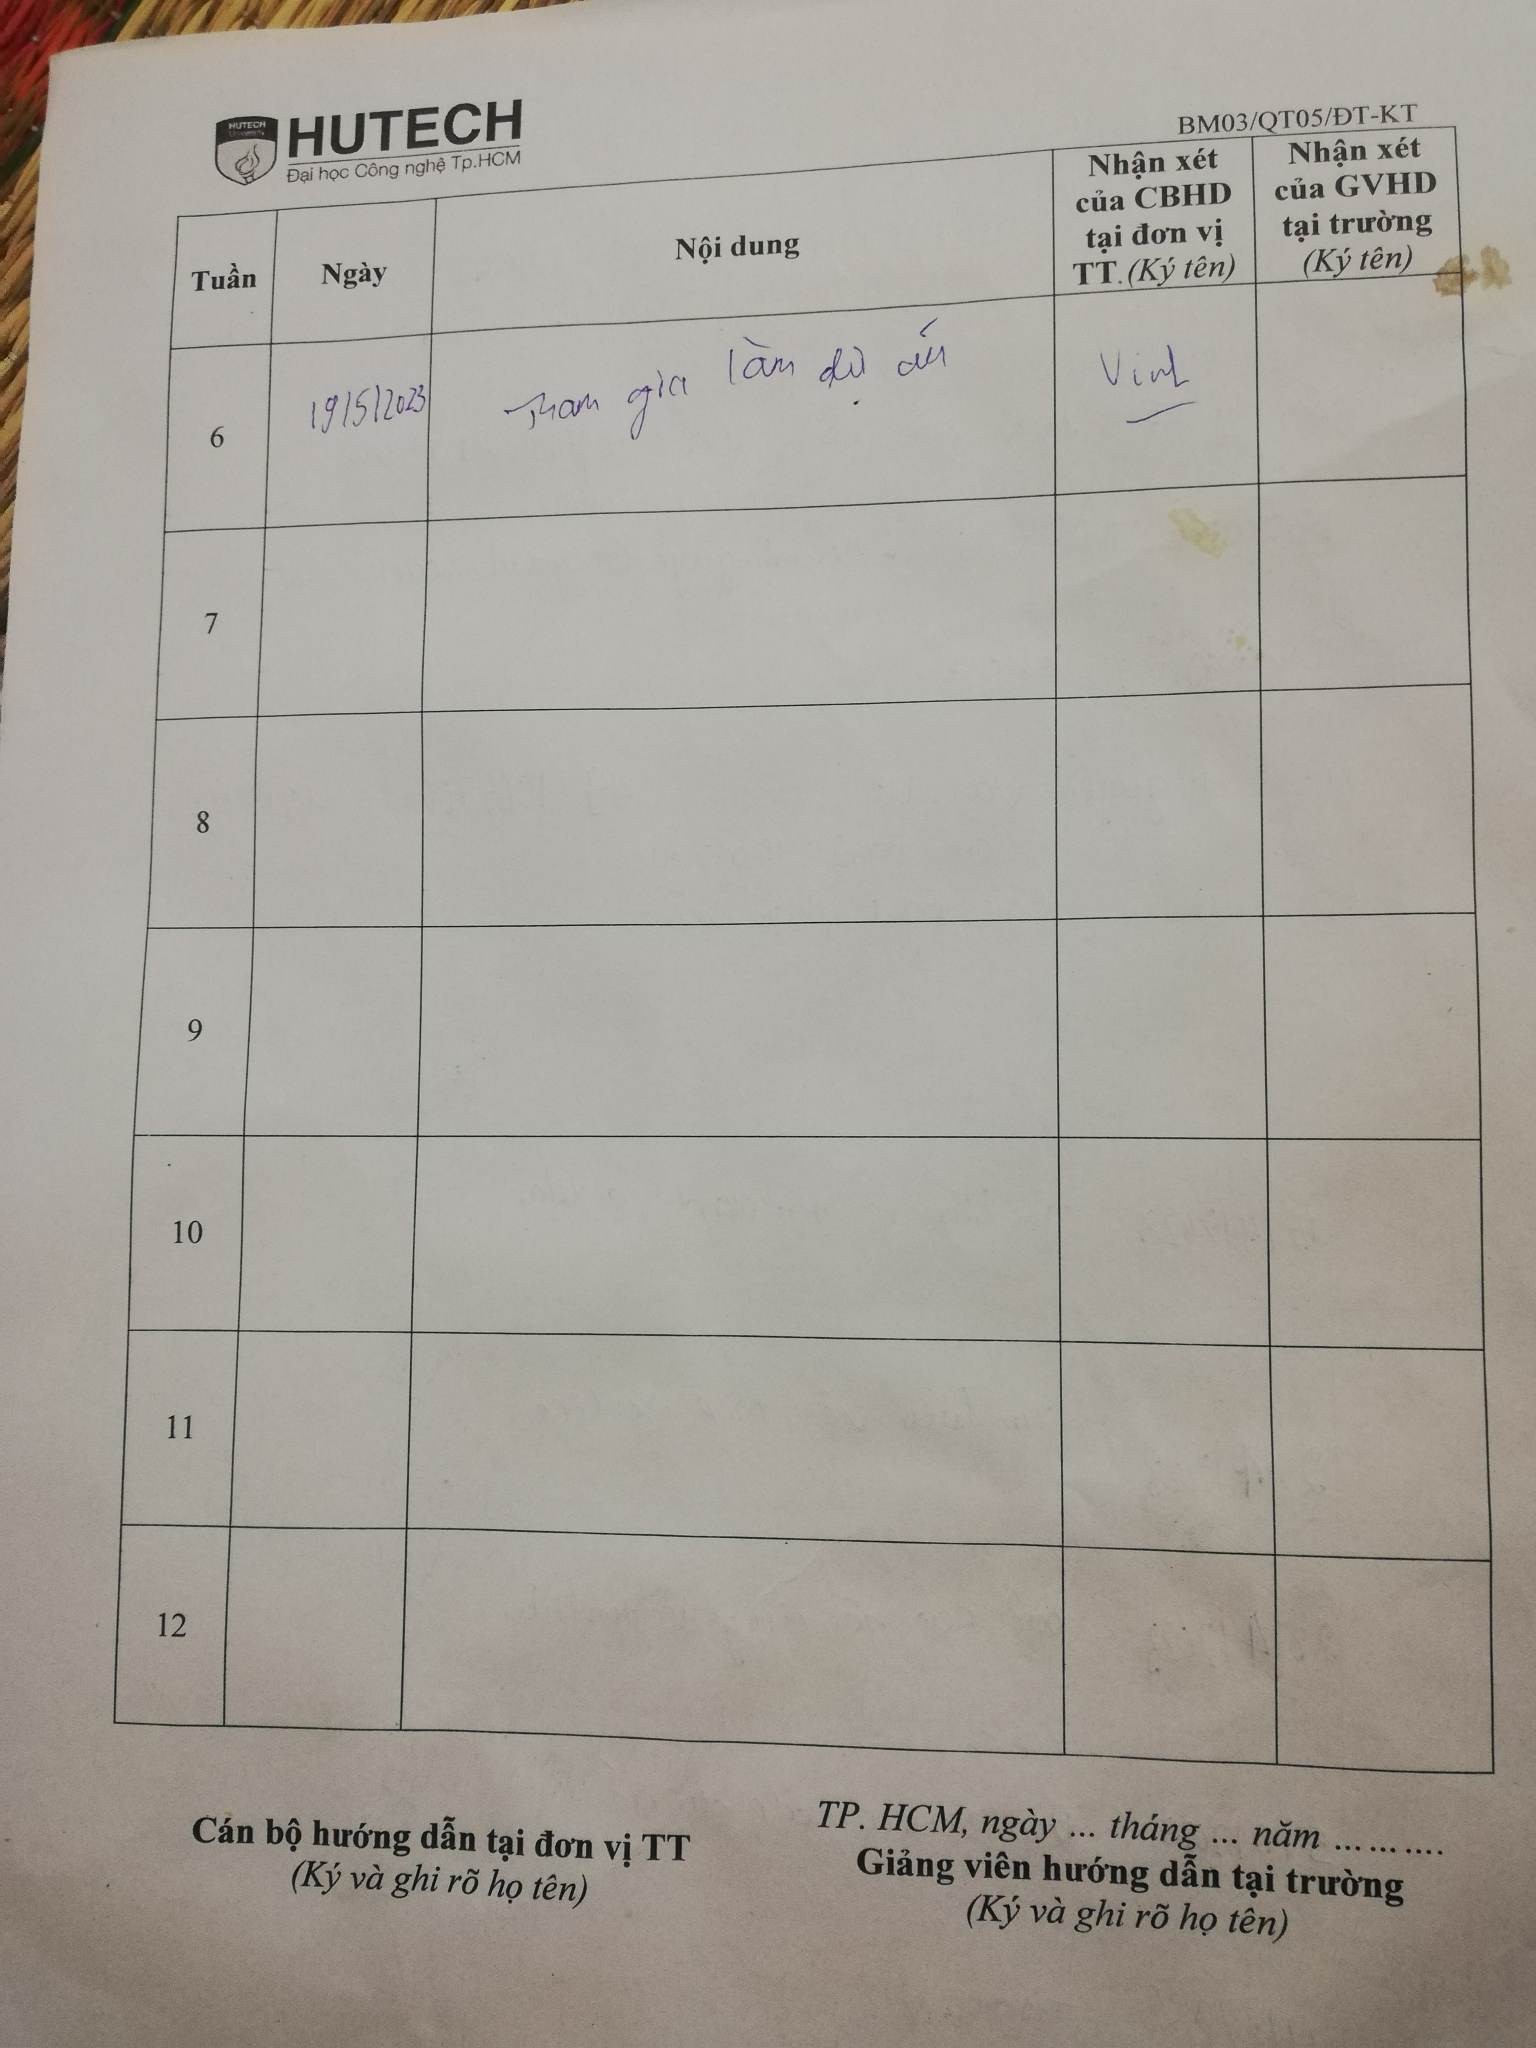 HUTECH
University
HUTECH
Đại học Công nghệ Tp.HCM
BM03/QT05/ĐT-KT
Tuần
Ngày
Nội dung
Nhận xét
của CBHD
tại đơn vị
TT.(Ký tên)
Nhận xét
của GVHD
tại trường
(Ký tên)
6
19/5/2023
Tham gia làm dự án
Vinh
7
8
9
10
11
12
Cán bộ hướng dẫn tại đơn vị TT
(Ký và ghi rõ họ tên)
TP. HCM, ngày ... tháng ... năm ..........
Giảng viên hướng dẫn tại trường
(Ký và ghi rõ họ tên)